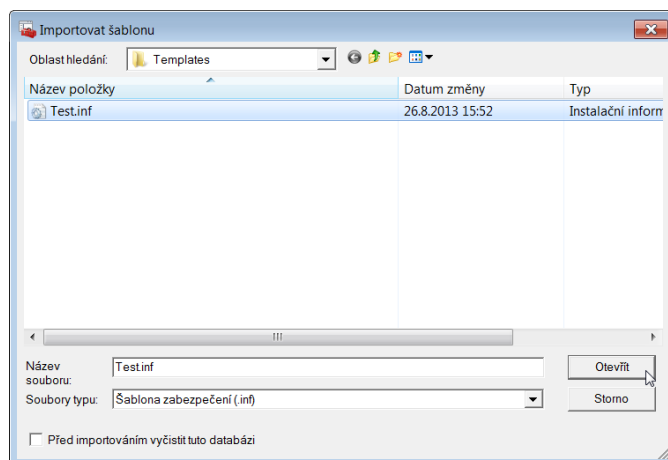 Importovat šablonu
Oblast hledání: Templates
Název položky Datum změny Typ
Test.inf 26.8.2013 15:52 Instalační inform
Název souboru: Test.inf Otevřít
Soubory typu: Šablona zabezpečení (.inf) Storno
Před importováním vyčistit tuto databázi